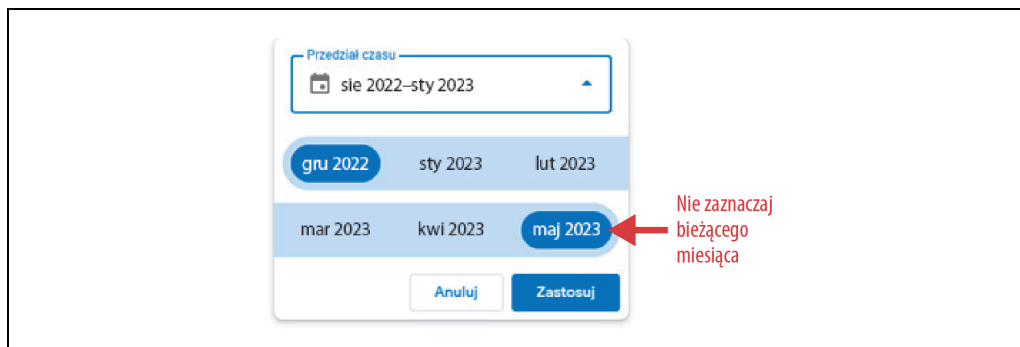 Przedział czasu
sie 2022–sty 2023
gru 2022 sty 2023 lut 2023
mar 2023 kwi 2023 maj 2023
Nie zaznaczaj
bieżącego
miesiąca
Anuluj Zastosuj